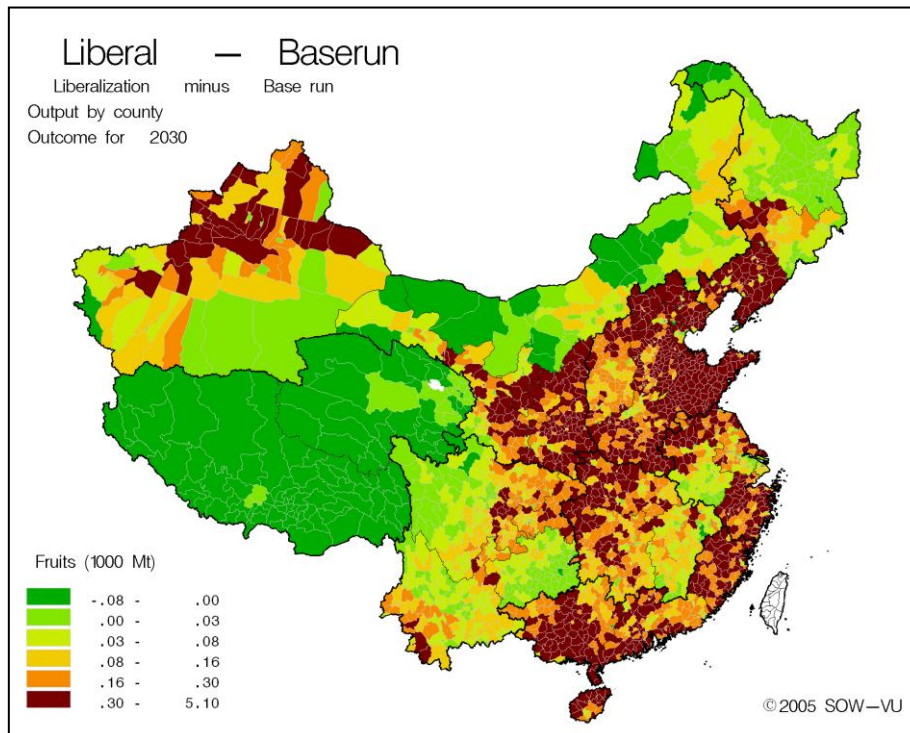 Liberal — Baserun
Liberalization minus Base run
Output by county
Outcome for 2030
Fruits (1000 Mt)
-.08 - .00
.00 - .03
.03 - .08
.08 - .16
.16 - .30
.30 - 5.10
©2005 SOW—VU